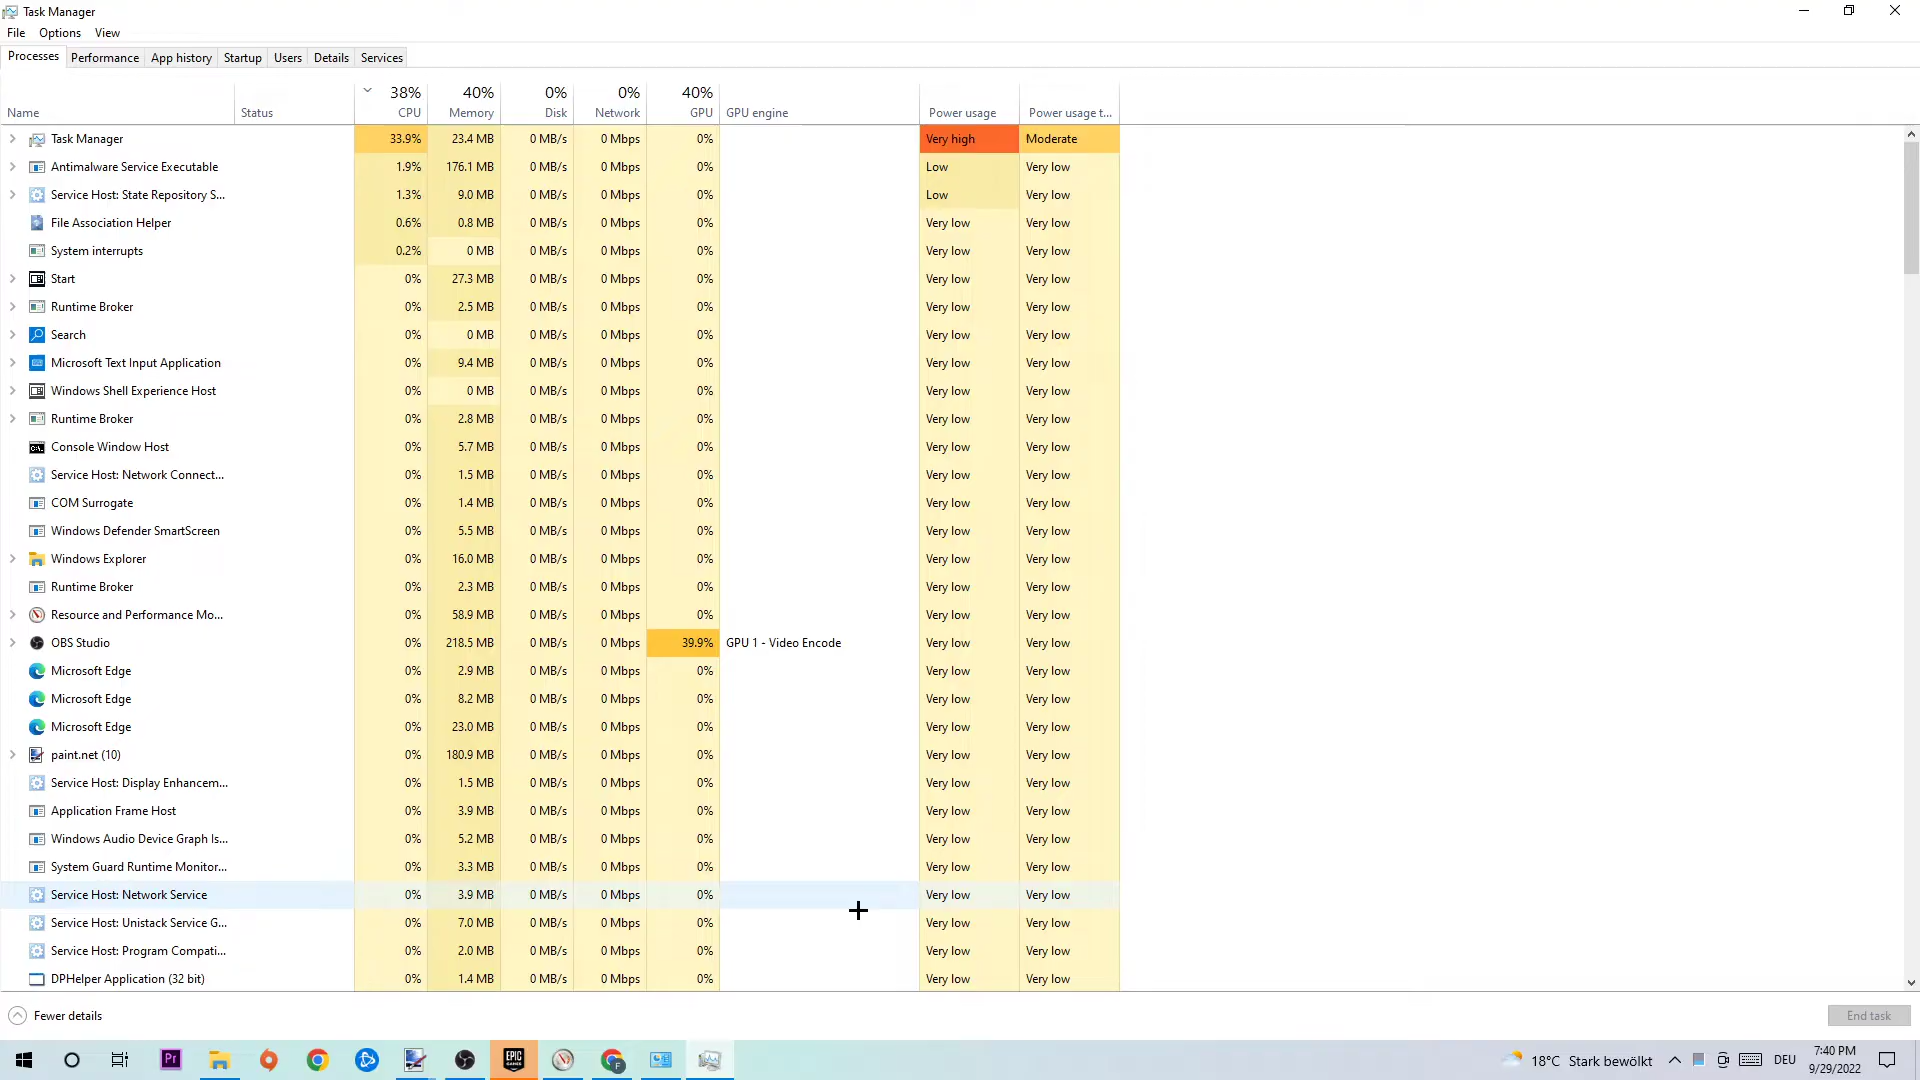 Task Manager
File Options View
Processes Performance App history Startup Users Details Services
38% 40% 0% 0% 40%
Name Status CPU Memory Disk Network GPU GPU engine Power usage Power usage t...
Task Manager 33.9% 23.4 MB 0 MB/s 0 Mbps 0% Very high Moderate
Antimalware Service Executable 1.9% 176.1 MB 0 MB/s 0 Mbps 0% Low Very low
Service Host: State Repository S... 1.3% 9.0 MB 0 MB/s 0 Mbps 0% Low Very low
File Association Helper 0.6% 0.8 MB 0 MB/s 0 Mbps 0% Very low Very low
System interrupts 0.2% 0 MB 0 MB/s 0 Mbps 0% Very low Very low
Start 0% 27.3 MB 0 MB/s 0 Mbps 0% Very low Very low
Runtime Broker 0% 2.5 MB 0 MB/s 0 Mbps 0% Very low Very low
Search 0% 0 MB 0 MB/s 0 Mbps 0% Very low Very low
Microsoft Text Input Application 0% 9.4 MB 0 MB/s 0 Mbps 0% Very low Very low
Windows Shell Experience Host 0% 0 MB 0 MB/s 0 Mbps 0% Very low Very low
Runtime Broker 0% 2.8 MB 0 MB/s 0 Mbps 0% Very low Very low
Console Window Host 0% 5.7 MB 0 MB/s 0 Mbps 0% Very low Very low
Service Host: Network Connect... 0% 1.5 MB 0 MB/s 0 Mbps 0% Very low Very low
COM Surrogate 0% 1.4 MB 0 MB/s 0 Mbps 0% Very low Very low
Windows Defender SmartScreen 0% 5.5 MB 0 MB/s 0 Mbps 0% Very low Very low
Windows Explorer 0% 16.0 MB 0 MB/s 0 Mbps 0% Very low Very low
Runtime Broker 0% 2.3 MB 0 MB/s 0 Mbps 0% Very low Very low
Resource and Performance Mo... 0% 58.9 MB 0 MB/s 0 Mbps 0% Very low Very low
OBS Studio 0% 218.5 MB 0 MB/s 0 Mbps 39.9% GPU 1 - Video Encode Very low Very low
Microsoft Edge 0% 2.9 MB 0 MB/s 0 Mbps 0% Very low Very low
Microsoft Edge 0% 8.2 MB 0 MB/s 0 Mbps 0% Very low Very low
Microsoft Edge 0% 23.0 MB 0 MB/s 0 Mbps 0% Very low Very low
paint.net (10) 0% 180.9 MB 0 MB/s 0 Mbps 0% Very low Very low
Service Host: Display Enhancem... 0% 1.5 MB 0 MB/s 0 Mbps 0% Very low Very low
Application Frame Host 0% 3.9 MB 0 MB/s 0 Mbps 0% Very low Very low
Windows Audio Device Graph Is... 0% 5.2 MB 0 MB/s 0 Mbps 0% Very low Very low
System Guard Runtime Monitor... 0% 3.3 MB 0 MB/s 0 Mbps 0% Very low Very low
Service Host: Network Service 0% 3.9 MB 0 MB/s 0 Mbps 0% Very low Very low
Service Host: Unistack Service G... 0% 7.0 MB 0 MB/s 0 Mbps 0% Very low Very low
Service Host: Program Compati... 0% 2.0 MB 0 MB/s 0 Mbps 0% Very low Very low
DPHelper Application (32 bit) 0% 1.4 MB 0 MB/s 0 Mbps 0% Very low Very low
Fewer details End task
Pr EPIC GAMES F 18°C Stark bewölkt DEU 7:40 PM
9/29/2022